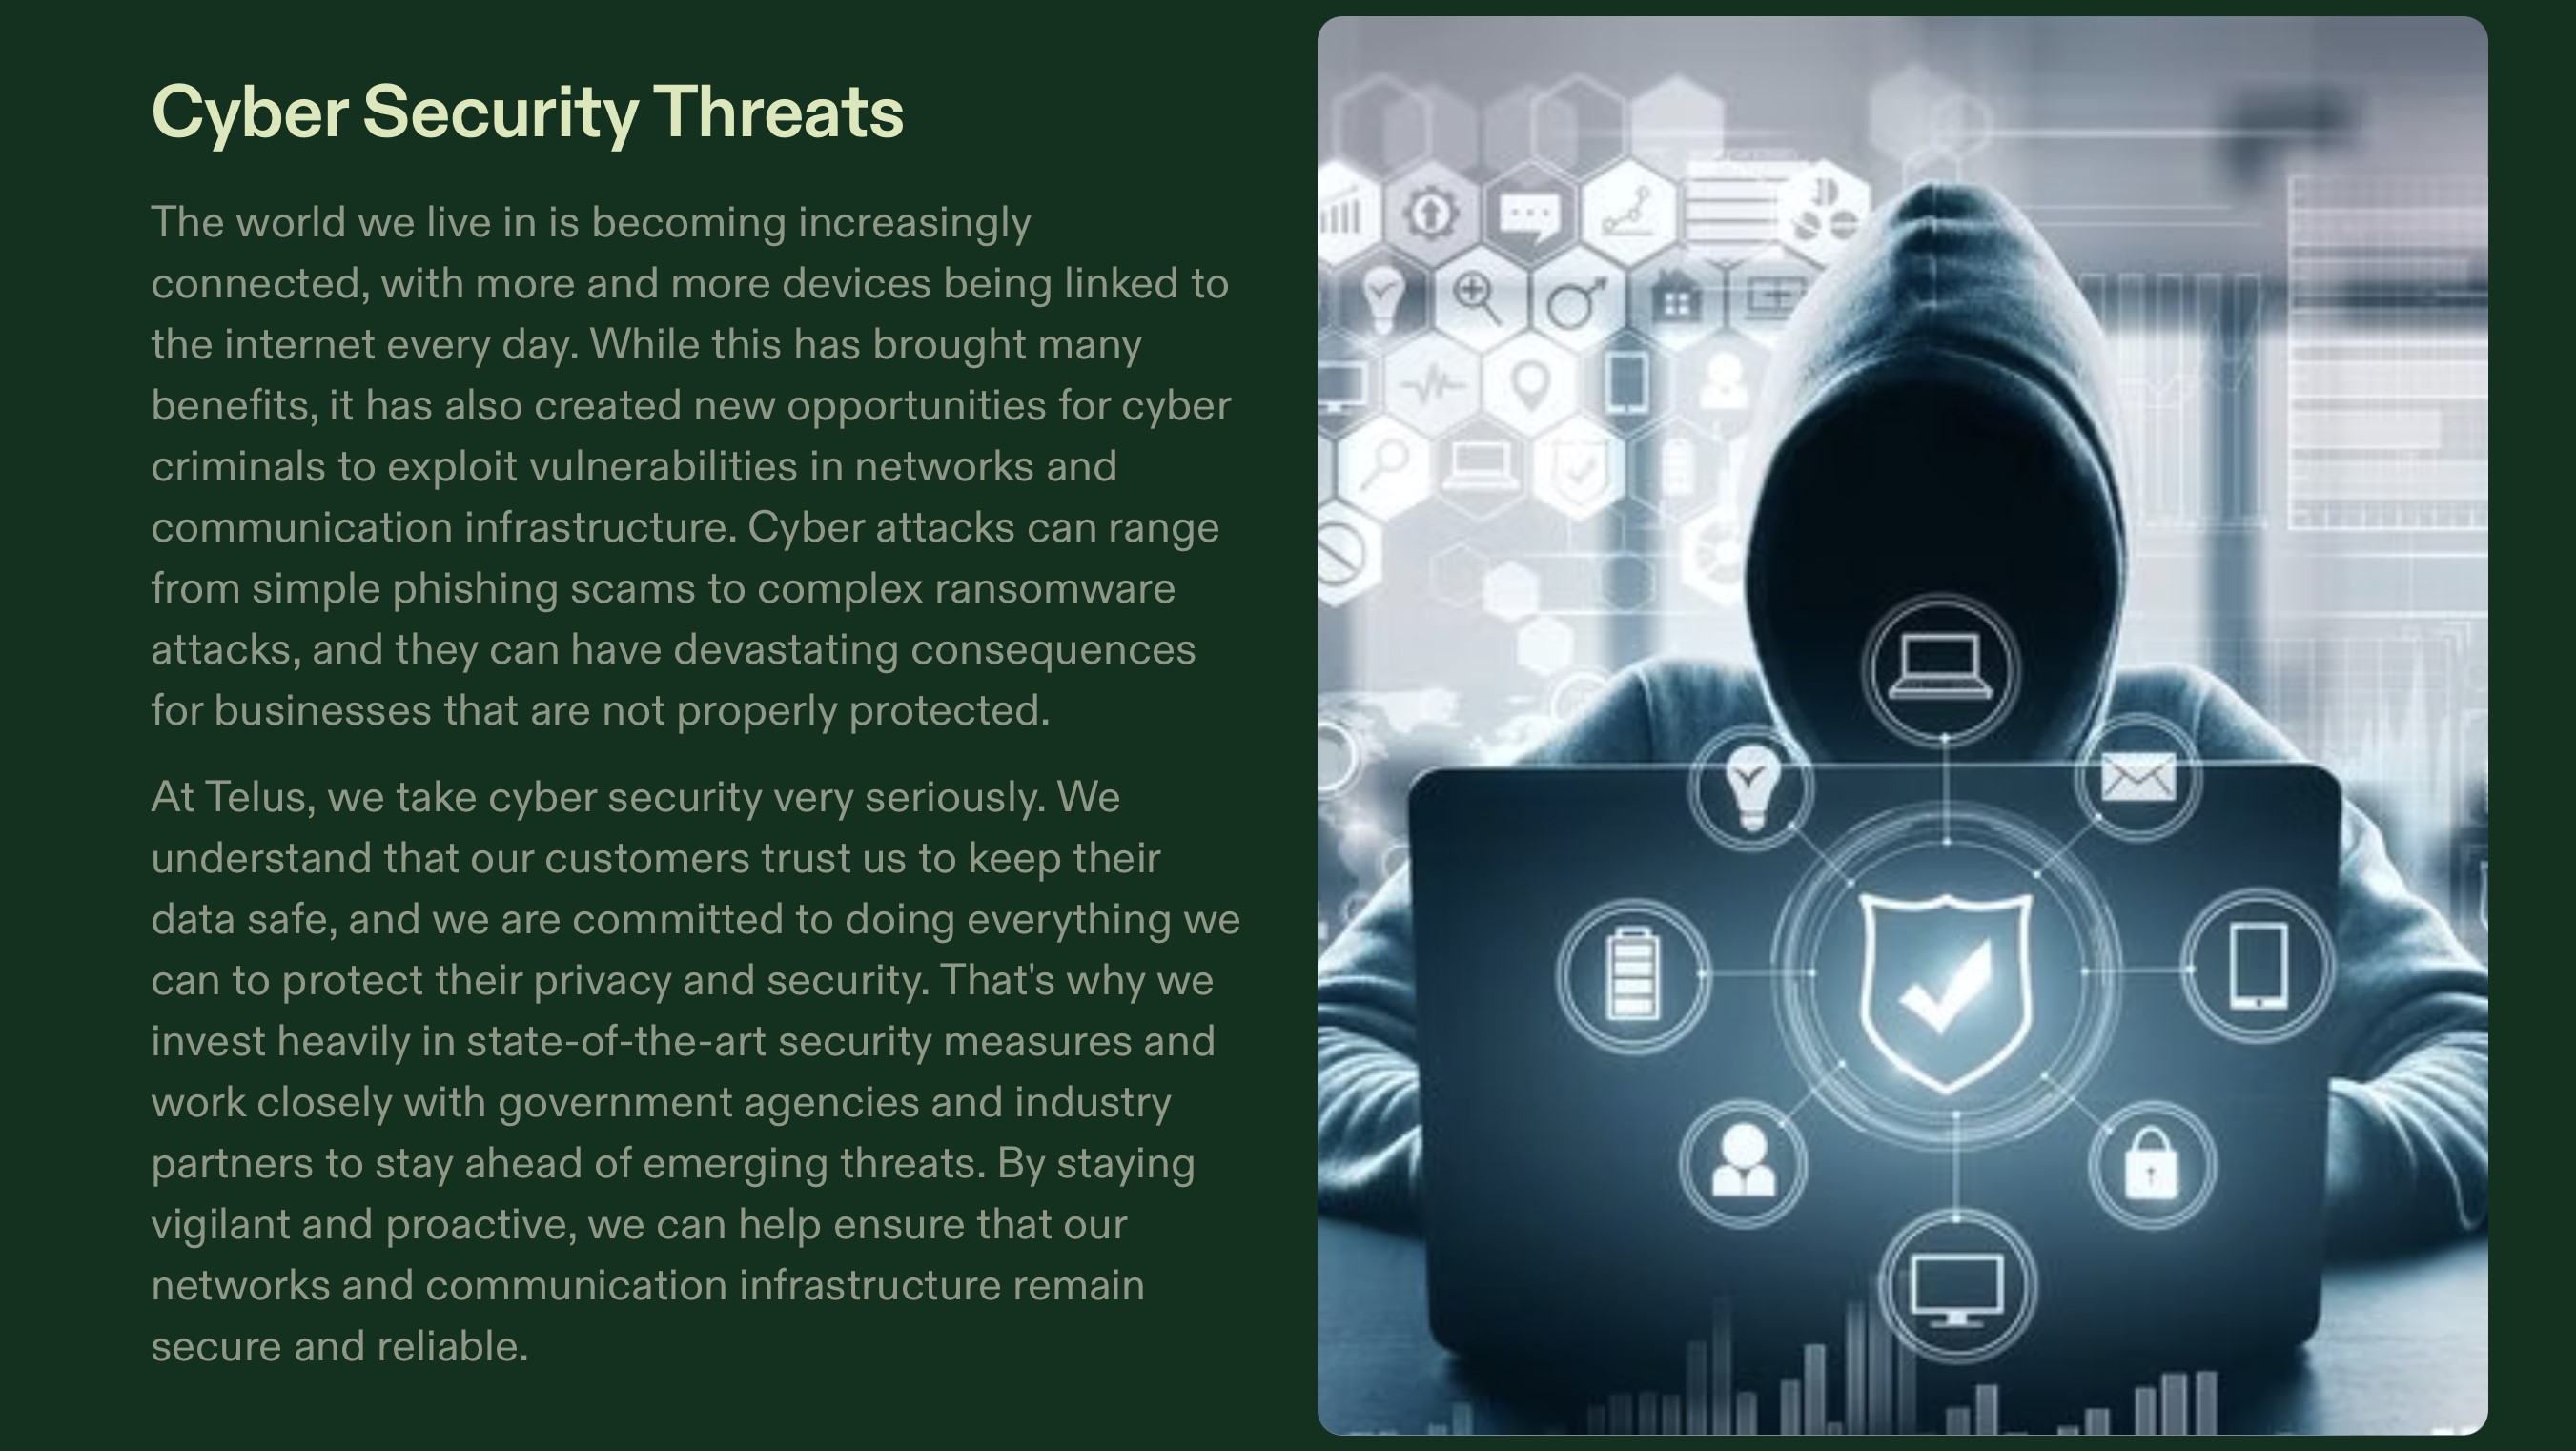 Cyber Security Threats
The world we live in is becoming increasingly
connected, with more and more devices being linked to
the internet every day. While this has brought many
benefits, it has also created new opportunities for cyber
criminals to exploit vulnerabilities in networks and
communication infrastructure. Cyber attacks can range
from simple phishing scams to complex ransomware
attacks, and they can have devastating consequences
for businesses that are not properly protected.
At Telus, we take cyber security very seriously. We
understand that our customers trust us to keep their
data safe, and we are committed to doing everything we
can to protect their privacy and security. That's why we
invest heavily in state-of-the-art security measures and
work closely with government agencies and industry
partners to stay ahead of emerging threats. By staying
vigilant and proactive, we can help ensure that our
networks and communication infrastructure remain
secure and reliable.